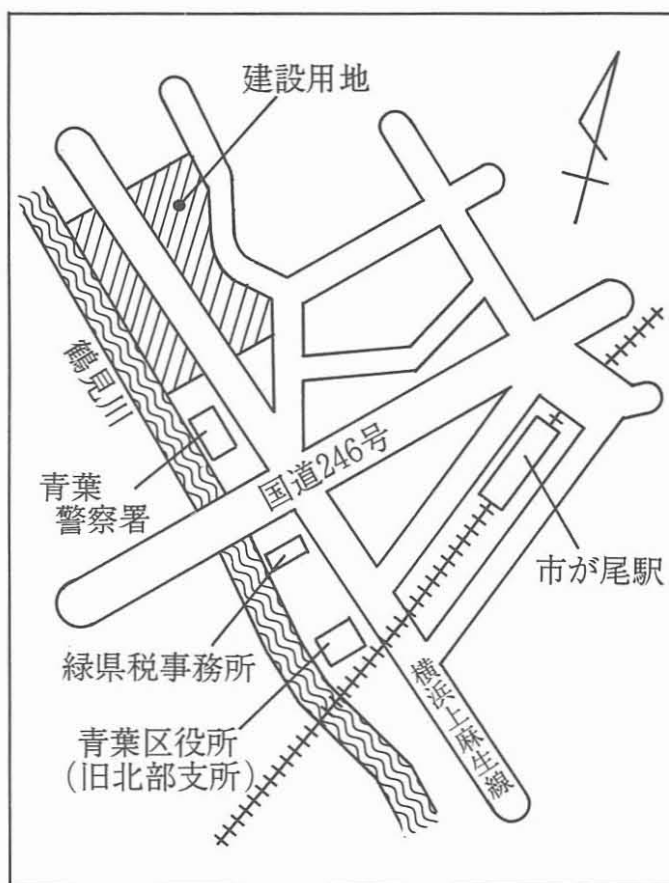 建設用地
鶴見川
青葉
警察署
国道246号
市が尾駅
緑県税事務所
青葉区役所
(旧北部支所)
横浜上麻生線